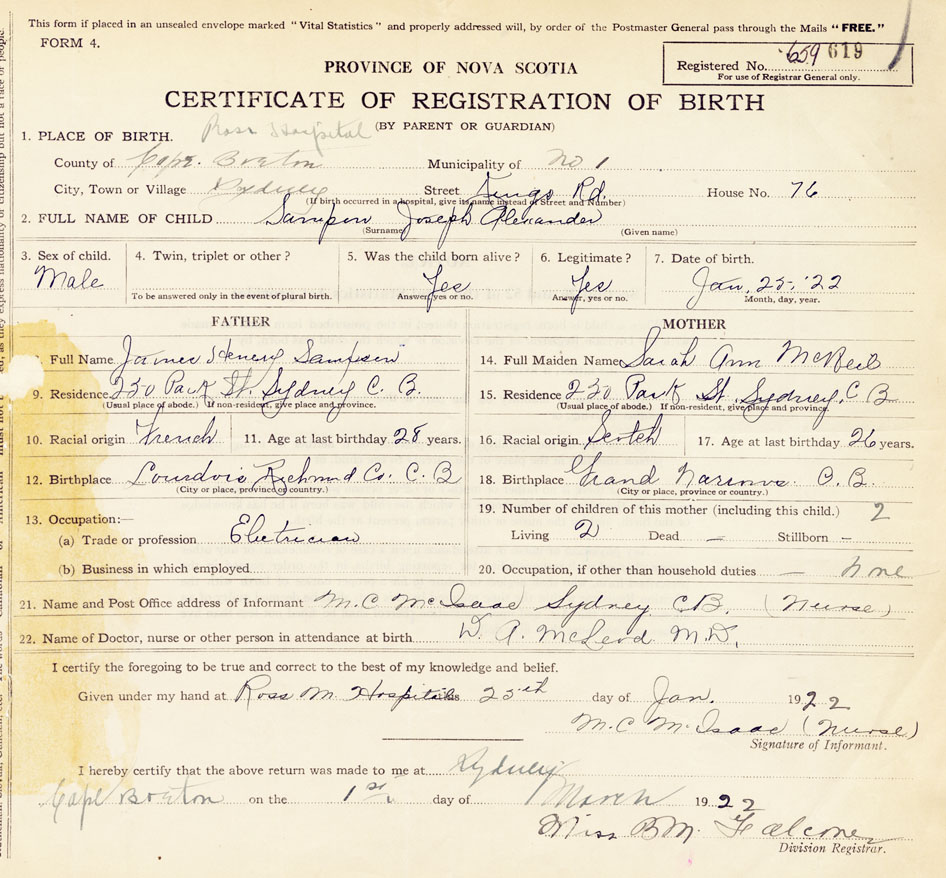 This form if placed in an unsealed envelope marked "Vital Statistics" and properly addressed will, by order of the Postmaster General pass through the Mails "FREE."
FORM 4.
Registered No. 659 619
For use of Registrar General only.
PROVINCE OF NOVA SCOTIA
CERTIFICATE OF REGISTRATION OF BIRTH
(BY PARENT OR GUARDIAN)
1. PLACE OF BIRTH. Ross Hospital
County of Cape Breton Municipality of No 1
City, Town or Village Sydney Street Kings Rd. House No. 76
(If birth occurred in a hospital, give its name instead of Street and Number)
2. FULL NAME OF CHILD Sampson Joseph Alexander
(Surname) (Given name)
3. Sex of child. 4. Twin, triplet or other? 5. Was the child born alive? 6. Legitimate? 7. Date of birth.
Male Yes Yes Jan. 25. '22
To be answered only in the event of plural birth. Answer, yes or no. Answer, yes or no. Month, day, year.
FATHER MOTHER
Full Name James Henery Sampson 14. Full Maiden Name Sarah Ann McNeil
9. Residence 230 Park St. Sydney C. B. 15. Residence 230 Park St. Sydney, C B
(Usual place of abode.) If non-resident, give place and province. (Usual place of abode.) If non-resident, give place and province.
10. Racial origin French 11. Age at last birthday 28 years. 16. Racial origin Scotch 17. Age at last birthday 26 years.
12. Birthplace Richmond Co. C. B 18. Birthplace Grand Narrows C. B.
(City or place, province or country.) (City or place, province or country.)
13. Occupation:— 19. Number of children of this mother (including this child.) 2
(a) Trade or profession Electrician Living 2 Dead — Stillborn —
(b) Business in which employed 20. Occupation, if other than household duties — none
21. Name and Post Office address of Informant M. C McIsaac Sydney C.B. (Nurse)
22. Name of Doctor, nurse or other person in attendance at birth D. A. McLeod M.D.
I certify the foregoing to be true and correct to the best of my knowledge and belief.
Given under my hand at Ross M. Hospital this 25th day of Jan. 1922
M. C McIsaac (Nurse)
Signature of Informant.
I hereby certify that the above return was made to me at Sydney
Cape Breton on the 1st. day of March 1922
Miss B M. Falconer
Division Registrar.